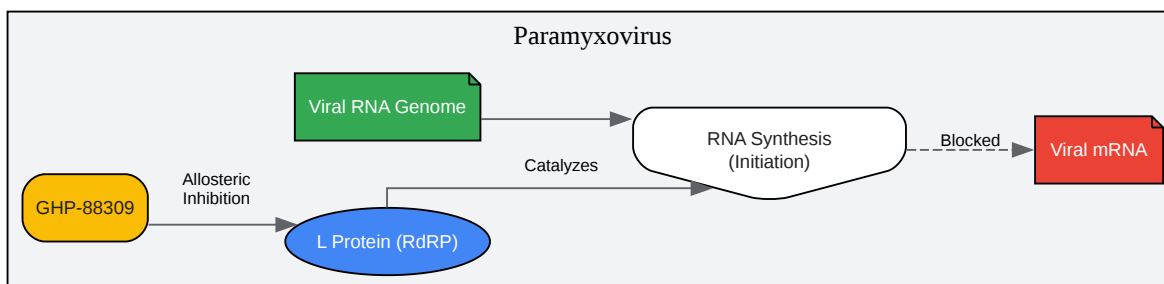 Paramyxovirus
Viral RNA Genome
RNA Synthesis
(Initiation)
Blocked
Viral mRNA
Catalyzes
Allosteric
Inhibition
GHP-88309
L Protein (RdRP)